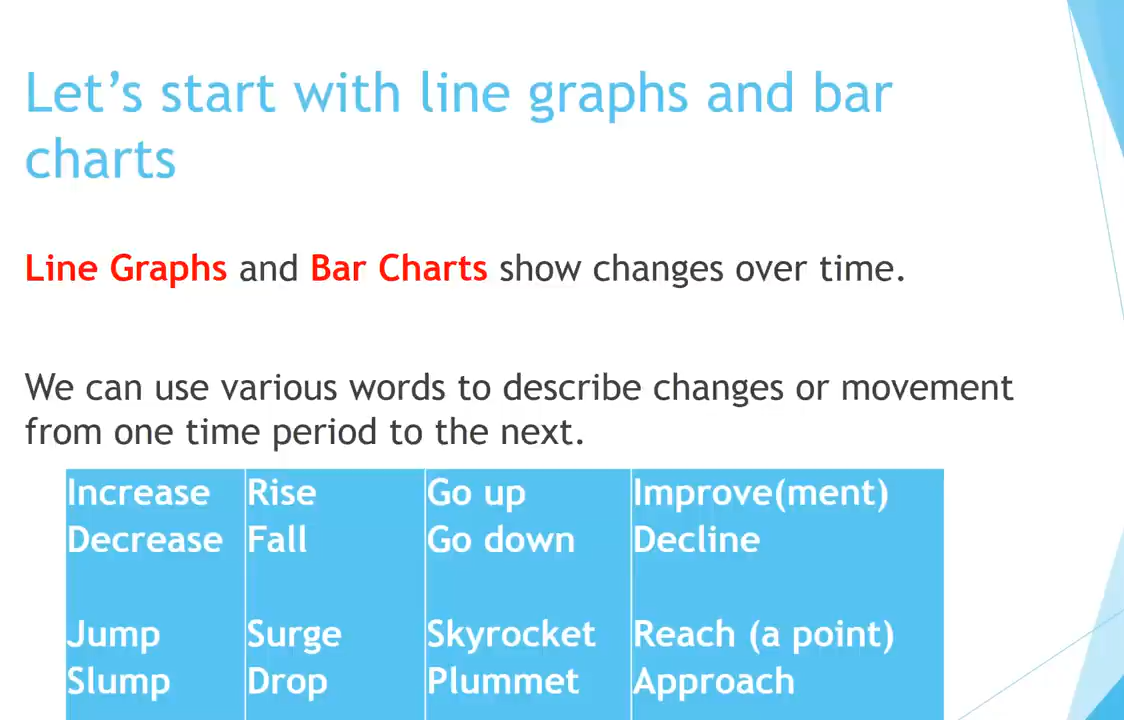 Let’s start with line graphs and bar
charts
Line Graphs and Bar Charts show changes over time.
We can use various words to describe changes or movement
from one time period to the next.
Increase Rise Go up Improve(ment)
Decrease Fall Go down Decline
Jump Surge Skyrocket Reach (a point)
Slump Drop Plummet Approach